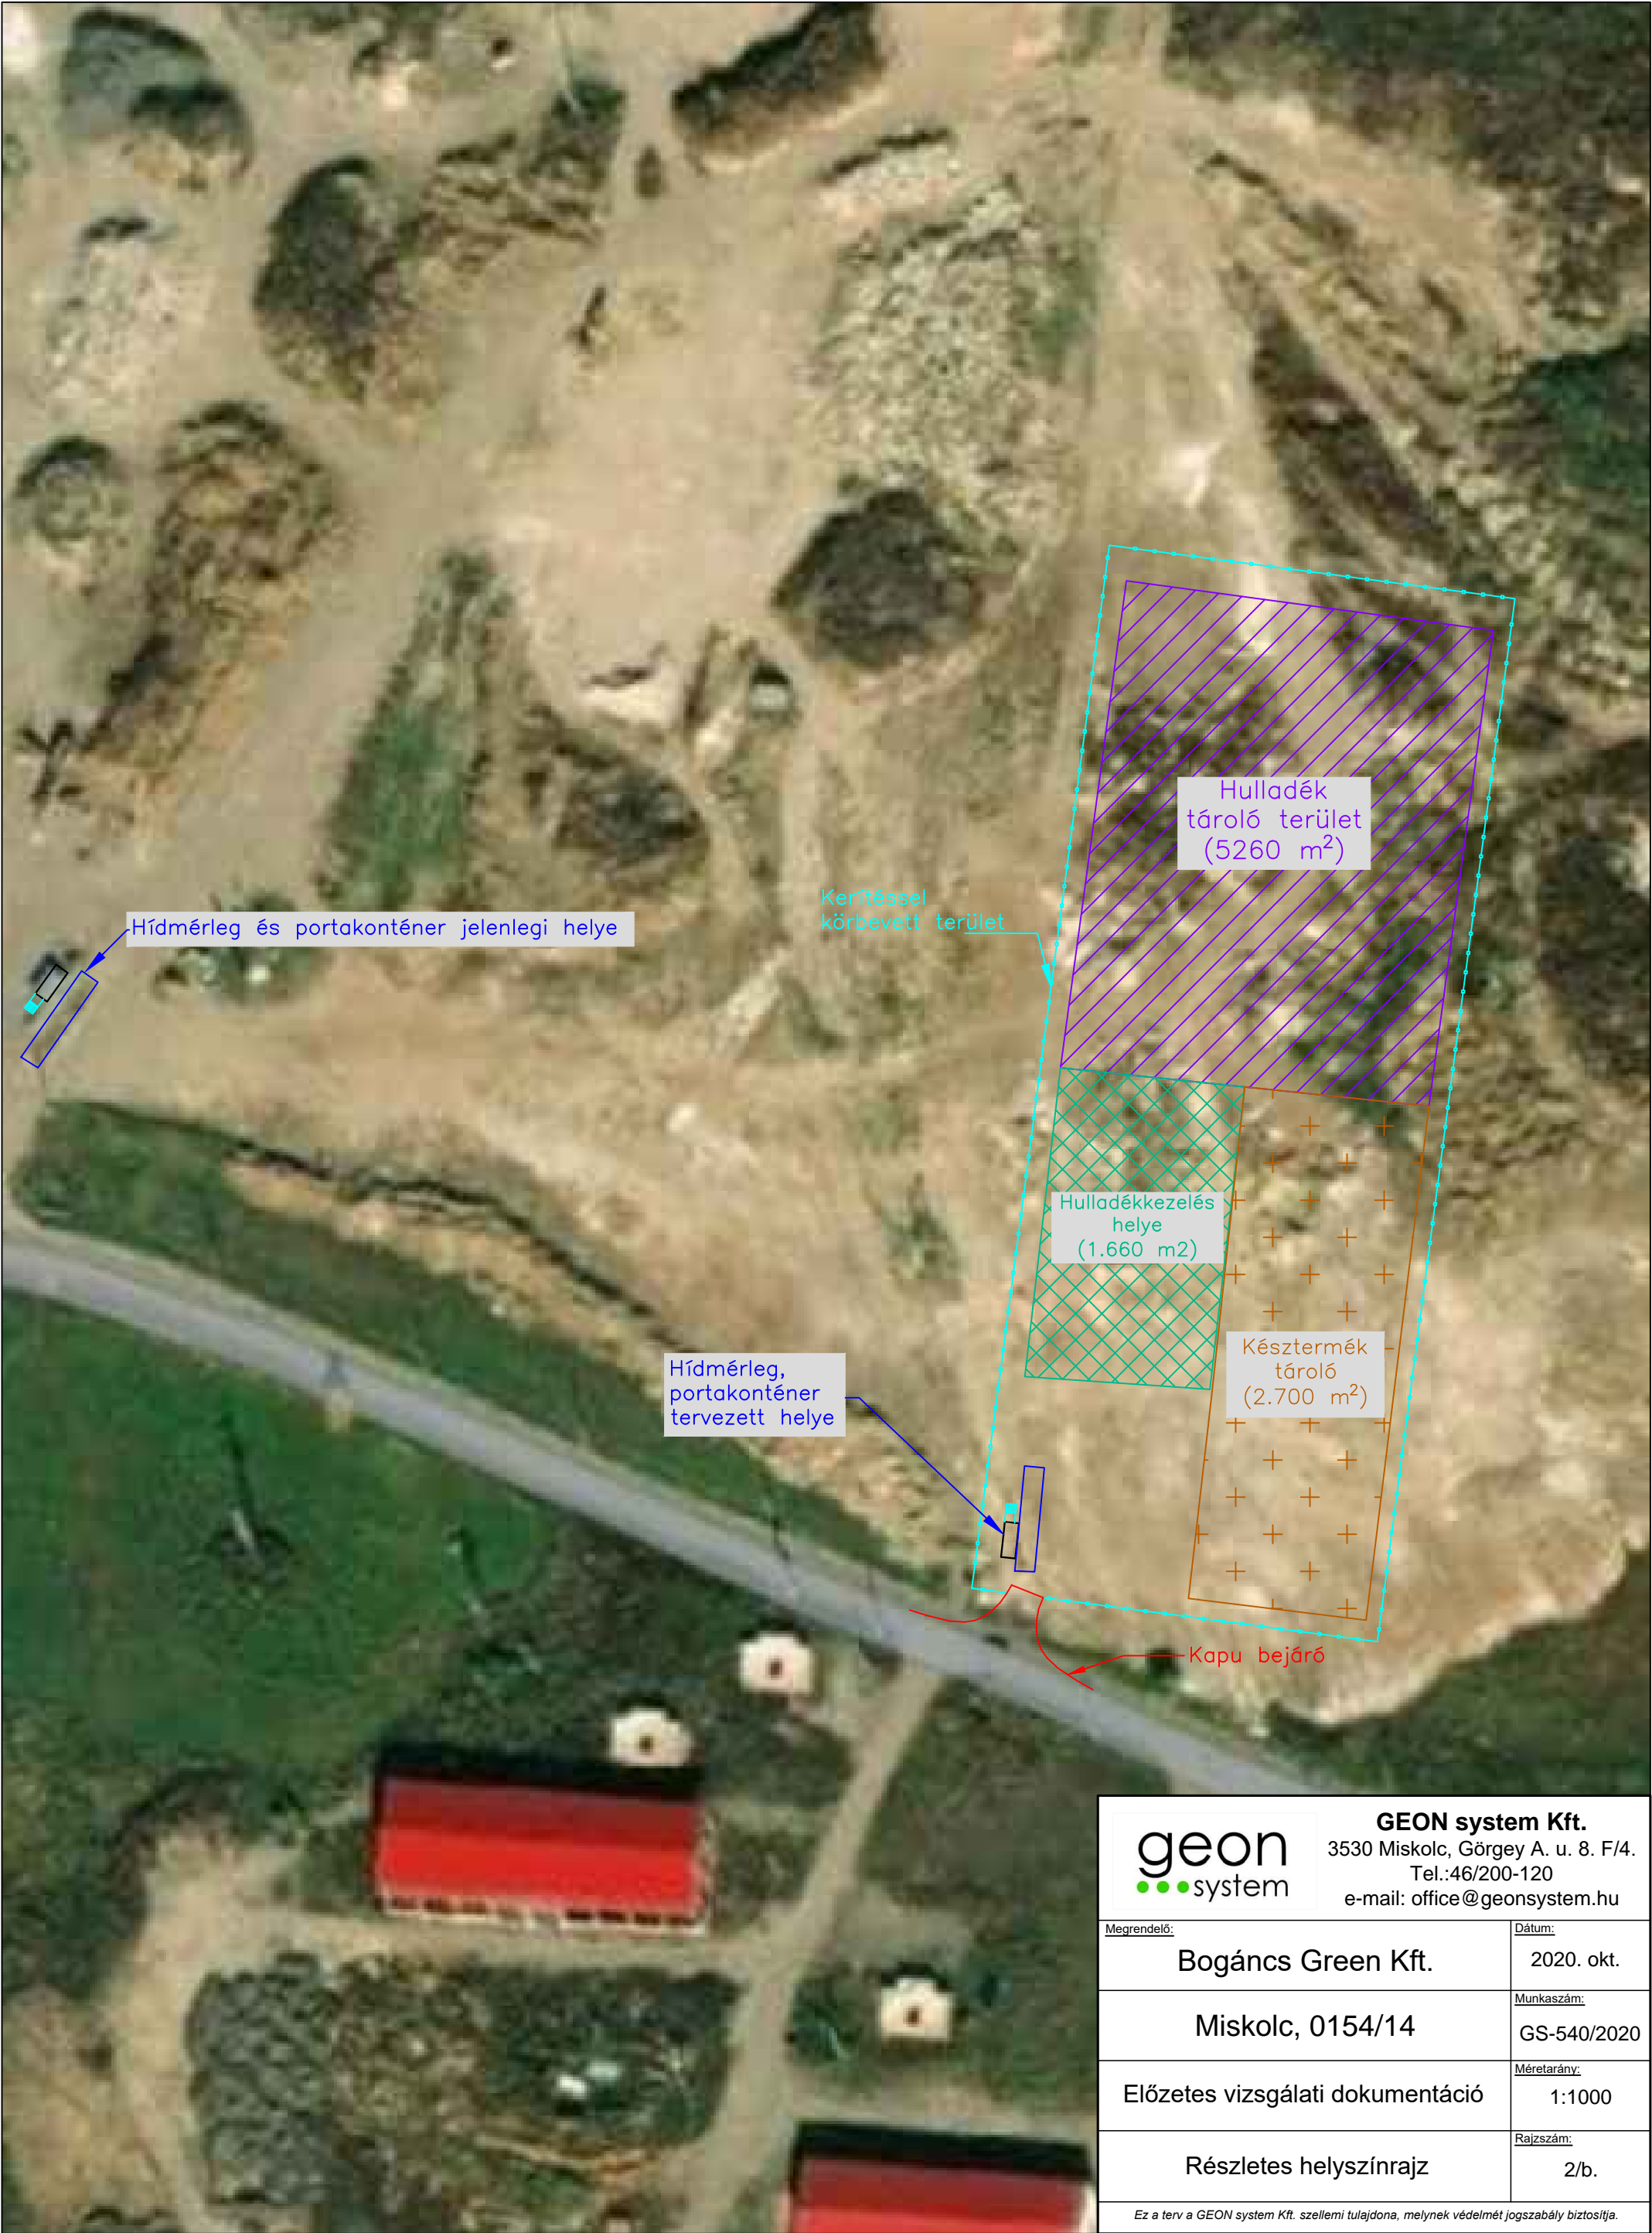 Hulladék
tároló terület
(5260 m²)
Kerítéssel
körbevett terület
Hídmérleg és portakonténer jelenlegi helye
Hulladékkezelés
helye
(1.660 m2)
Késztermék
tároló
(2.700 m²)
Hídmérleg,
portakonténer
tervezett helye
Kapu bejáró
geon
system
GEON system Kft.
3530 Miskolc, Görgey A. u. 8. F/4.
Tel.:46/200-120
e-mail: office@geonsystem.hu
Megrendelő:
Bogáncs Green Kft.
Dátum:
2020. okt.
Miskolc, 0154/14
Munkaszám:
GS-540/2020
Előzetes vizsgálati dokumentáció
Méretarány:
1:1000
Részletes helyszínrajz
Rajzszám:
2/b.
Ez a terv a GEON system Kft. szellemi tulajdona, melynek védelmét jogszabály biztosítja.